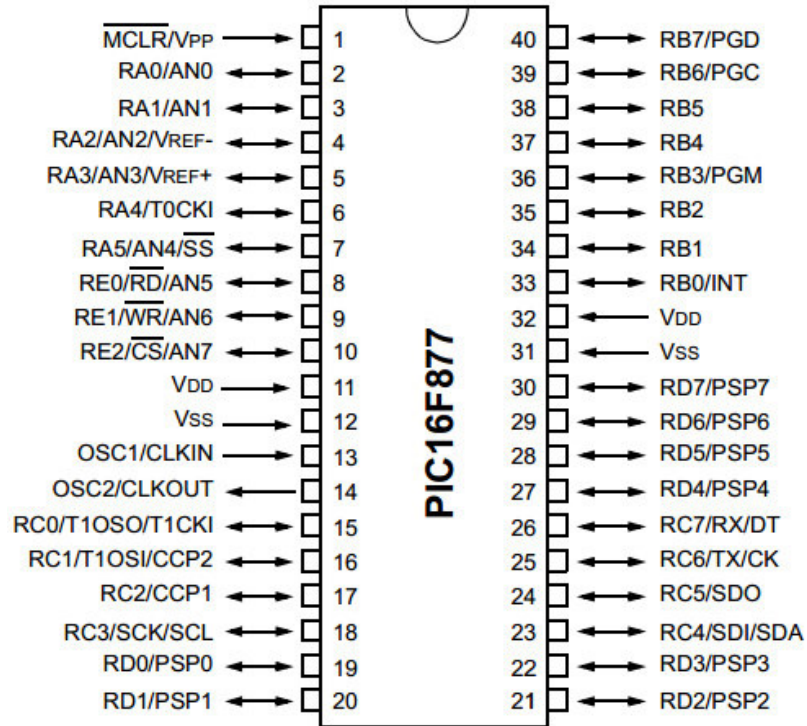 MCLR/VPP 1 40 RB7/PGD
RA0/AN0 2 39 RB6/PGC
RA1/AN1 3 38 RB5
RA2/AN2/VREF- 4 37 RB4
RA3/AN3/VREF+ 5 36 RB3/PGM
RA4/T0CKI 6 35 RB2
RA5/AN4/SS 7 34 RB1
RE0/RD/AN5 8 33 RB0/INT
RE1/WR/AN6 9 32 VDD
RE2/CS/AN7 10 31 VSS
VDD 11 30 RD7/PSP7
VSS 12 29 RD6/PSP6
OSC1/CLKIN 13 28 RD5/PSP5
OSC2/CLKOUT 14 27 RD4/PSP4
RC0/T1OSO/T1CKI 15 26 RC7/RX/DT
RC1/T1OSI/CCP2 16 25 RC6/TX/CK
RC2/CCP1 17 24 RC5/SDO
RC3/SCK/SCL 18 23 RC4/SDI/SDA
RD0/PSP0 19 22 RD3/PSP3
RD1/PSP1 20 21 RD2/PSP2
PIC16F877